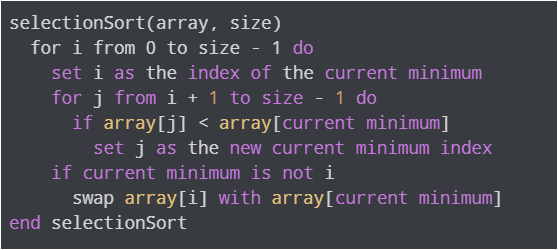 selectionSort(array, size)
  for i from 0 to size - 1 do
    set i as the index of the current minimum
    for j from i + 1 to size - 1 do
      if array[j] < array[current minimum]
        set j as the new current minimum index
    if current minimum is not i
      swap array[i] with array[current minimum]
end selectionSort